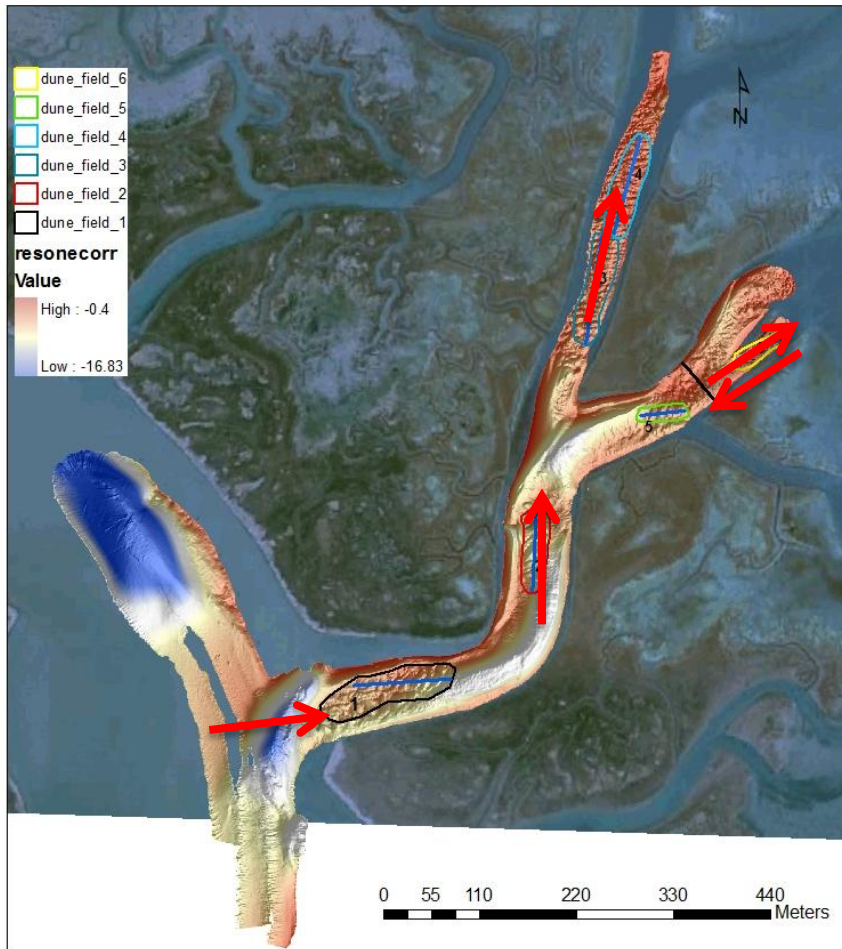 dune_field_6
dune_field_5
dune_field_4
dune_field_3
dune_field_2
dune_field_1
resonecorr
Value
High : -0.4
Low : -16.83
N
4
3
5
1
0 55 110 220 330 440
Meters